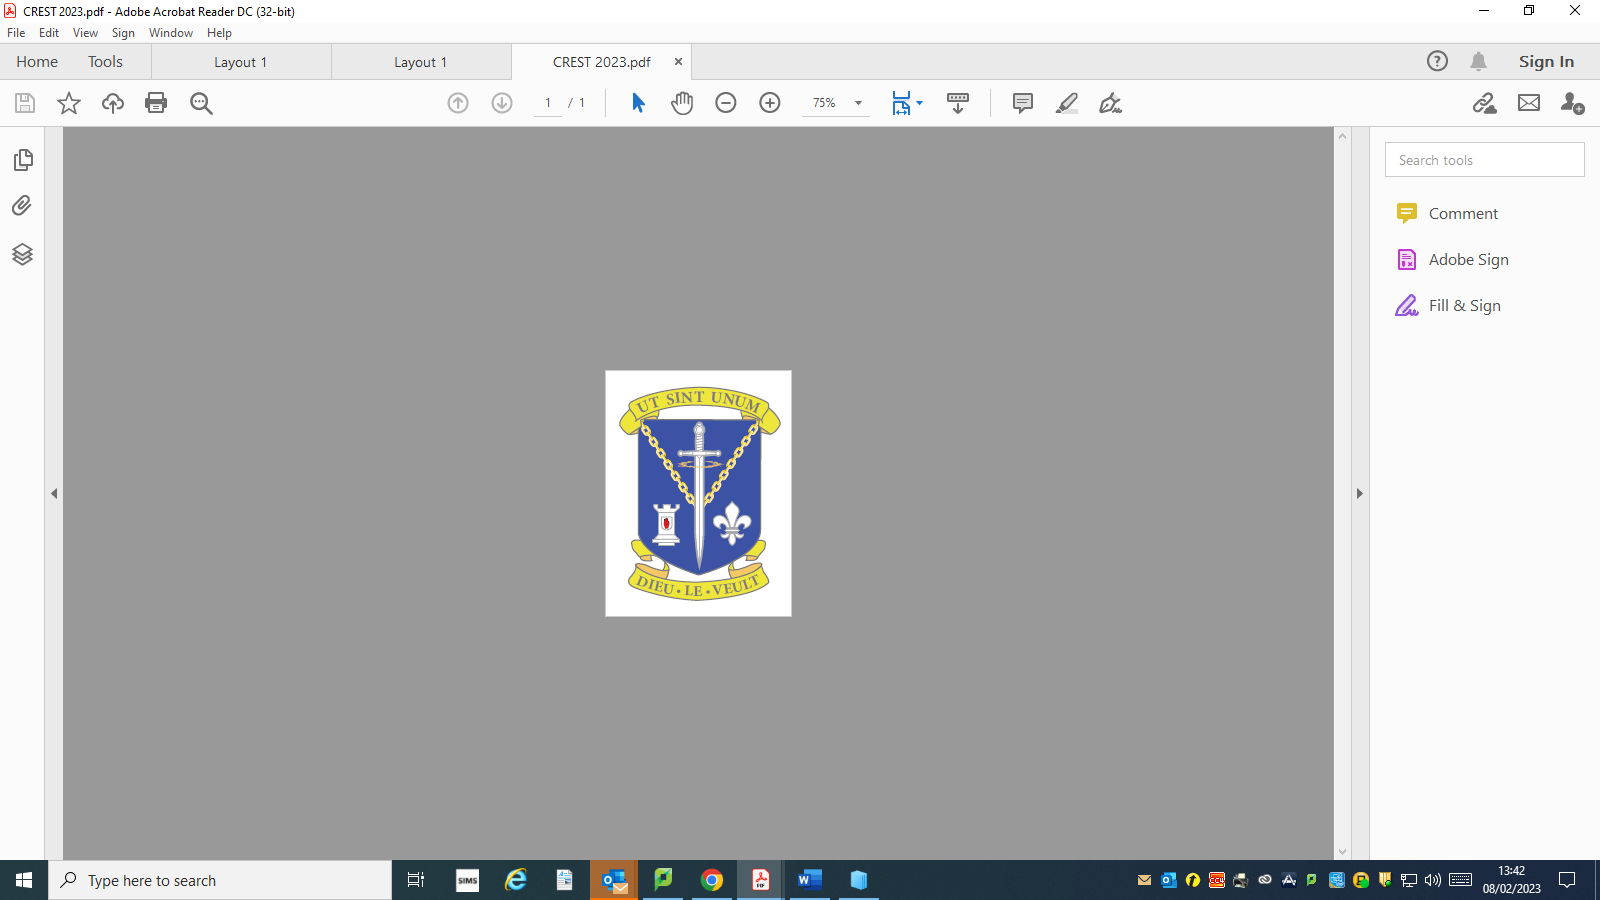 CREST 2023.pdf - Adobe Acrobat Reader DC (32-bit)
File Edit View Sign Window Help
Home Tools Layout 1 Layout 1 CREST 2023.pdf Sign In
1 / 1 75%
Search tools
Comment
Adobe Sign
Fill & Sign
UT SINT UNUM
DIEU • LE • VEULT
Type here to search
SIMS
13:42
08/02/2023